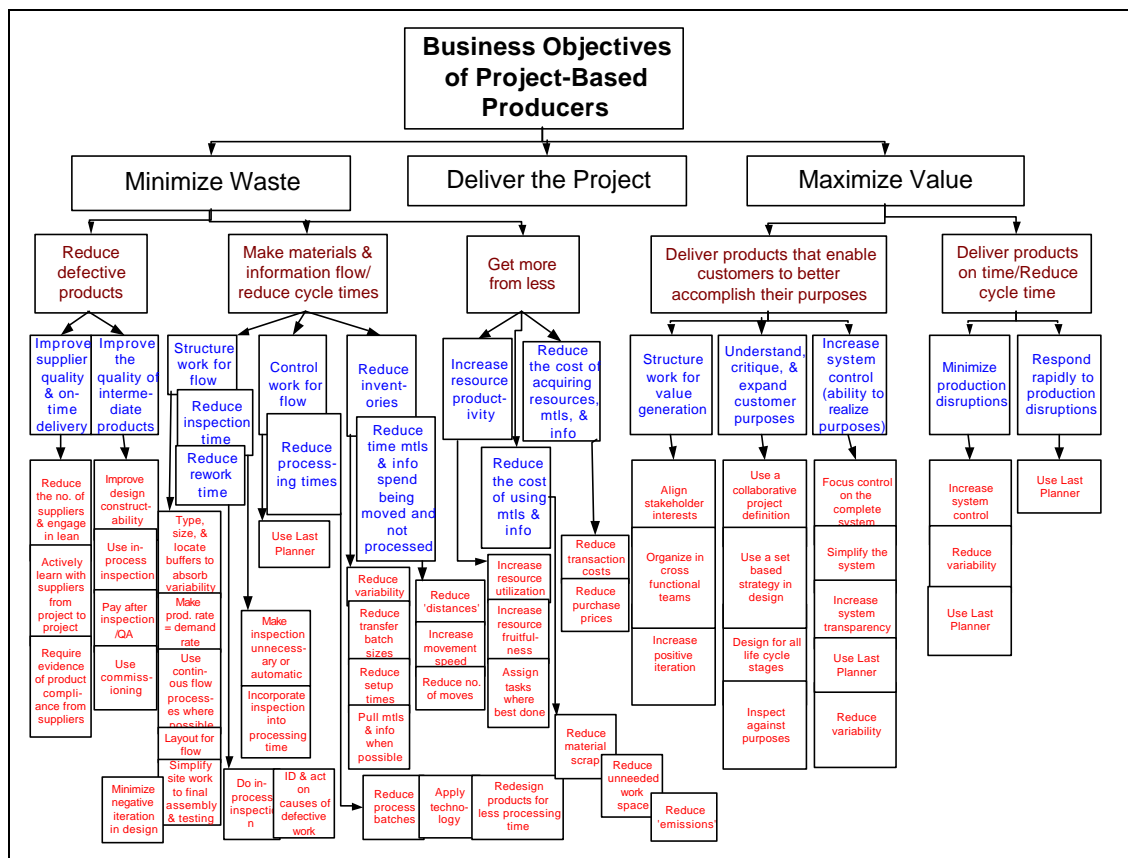 Business Objectives
of Project-Based
Producers
Minimize Waste
Deliver the Project
Maximize Value
Reduce
defective
products
Make materials &
information flow/
reduce cycle times
Get more
from less
Deliver products that enable
customers to better
accomplish their purposes
Deliver products
on time/Reduce
cycle time
Improve
supplier
quality
& on-
time
delivery
Improve
the
quality of
interme-
diate
products
Structure
work for
flow
Reduce
inspection
time
Reduce
rework time
Control
work for
flow
Reduce
process-
ing times
Reduce
invent-
ories
Reduce
time mtls
& info
spend
being
moved and
not
processed
Increase
resource
product-
ivity
Reduce
the cost
of using
mtls &
info
Reduce
the cost of
acquiring
resources,
mtls, &
info
Structure
work for
value
generation
Understand,
critique, &
expand
customer
purposes
Increase
system
control
(ability to
realize
purposes)
Minimize
production
disruptions
Respond
rapidly to
production
disruptions
Reduce
the no. of
suppliers
& engage
in lean
Actively
learn with
suppliers
from
project to
project
Require
evidence
of product
compli-
ance from
suppliers
Improve
design
construct-
ability
Use in-
process
inspection
Pay after
inspection
/QA
Use
commiss-
ioning
Type,
size, &
locate
buffers to
absorb
variability
Make
prod. rate
= demand
rate
Use
contin-
ous flow
process-
es where
possible
Layout for
flow
Simplify
site work
to final
assembly
& testing
Minimize
negative
iteration
in design
Make
inspection
unnecess-
ary or
automatic
Incorporate
inspection
into
processing
time
Do in-
process
inspectio
n
ID & act
on
causes of
defective
work
Use Last
Planner
Reduce
variability
Reduce
transfer
batch
sizes
Reduce
setup
times
Pull mtls
& info
when
possible
Reduce
process
batches
Apply
techno-
logy
Redesign
products for
less processing
time
Reduce
'distances'
Increase
movement
speed
Reduce no.
of moves
Increase
resource
utilization
Increase
resource
fruitful-
ness
Assign
tasks where
best done
Reduce
transaction
costs
Reduce
purchase
prices
Reduce
material
scrap
Reduce
unneeded
work
space
Reduce
'emissions'
Align
stakeholder
interests
Organize in
cross
functional
teams
Increase
positive
iteration
Use a
collaborative
project
definition
Use a set
based
strategy in
design
Design for all
life cycle
stages
Inspect
against
purposes
Focus control
on the
complete
system
Simplify the
system
Increase
system
transparency
Use Last
Planner
Reduce
variability
Increase
system
control
Reduce
variability
Use Last
Planner
Use Last
Planner